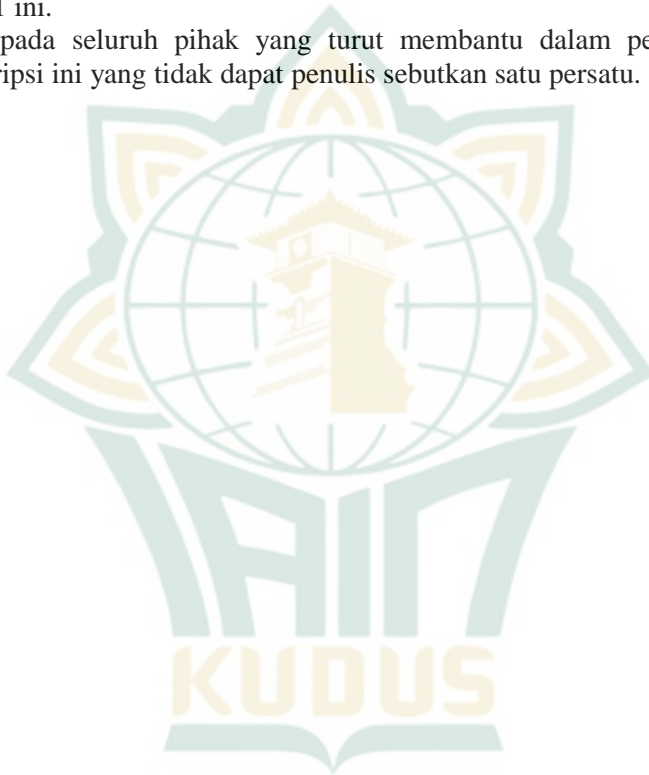 ini.
pada seluruh pihak yang turut membantu dalam pe
ripsi ini yang tidak dapat penulis sebutkan satu persatu.
IAIN
KUDUS